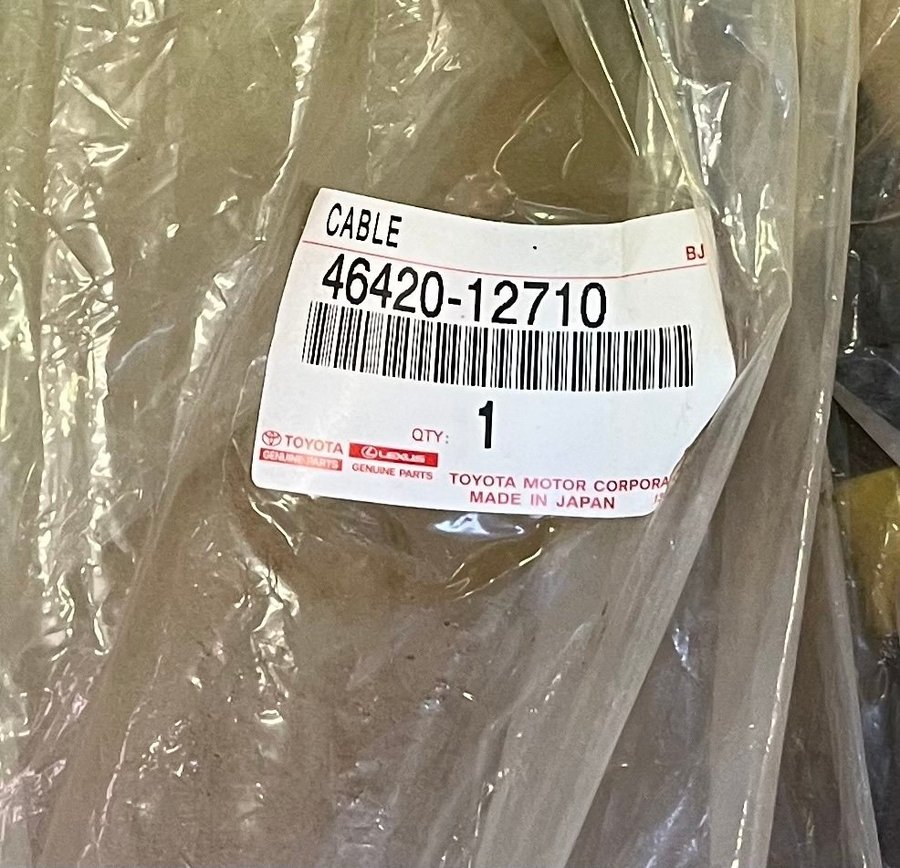 CABLE
BJ
46420-12710
QTY: 1
TOYOTA
GENUINE PARTS
LEXUS
GENUINE PARTS
TOYOTA MOTOR CORPORA
MADE IN JAPAN